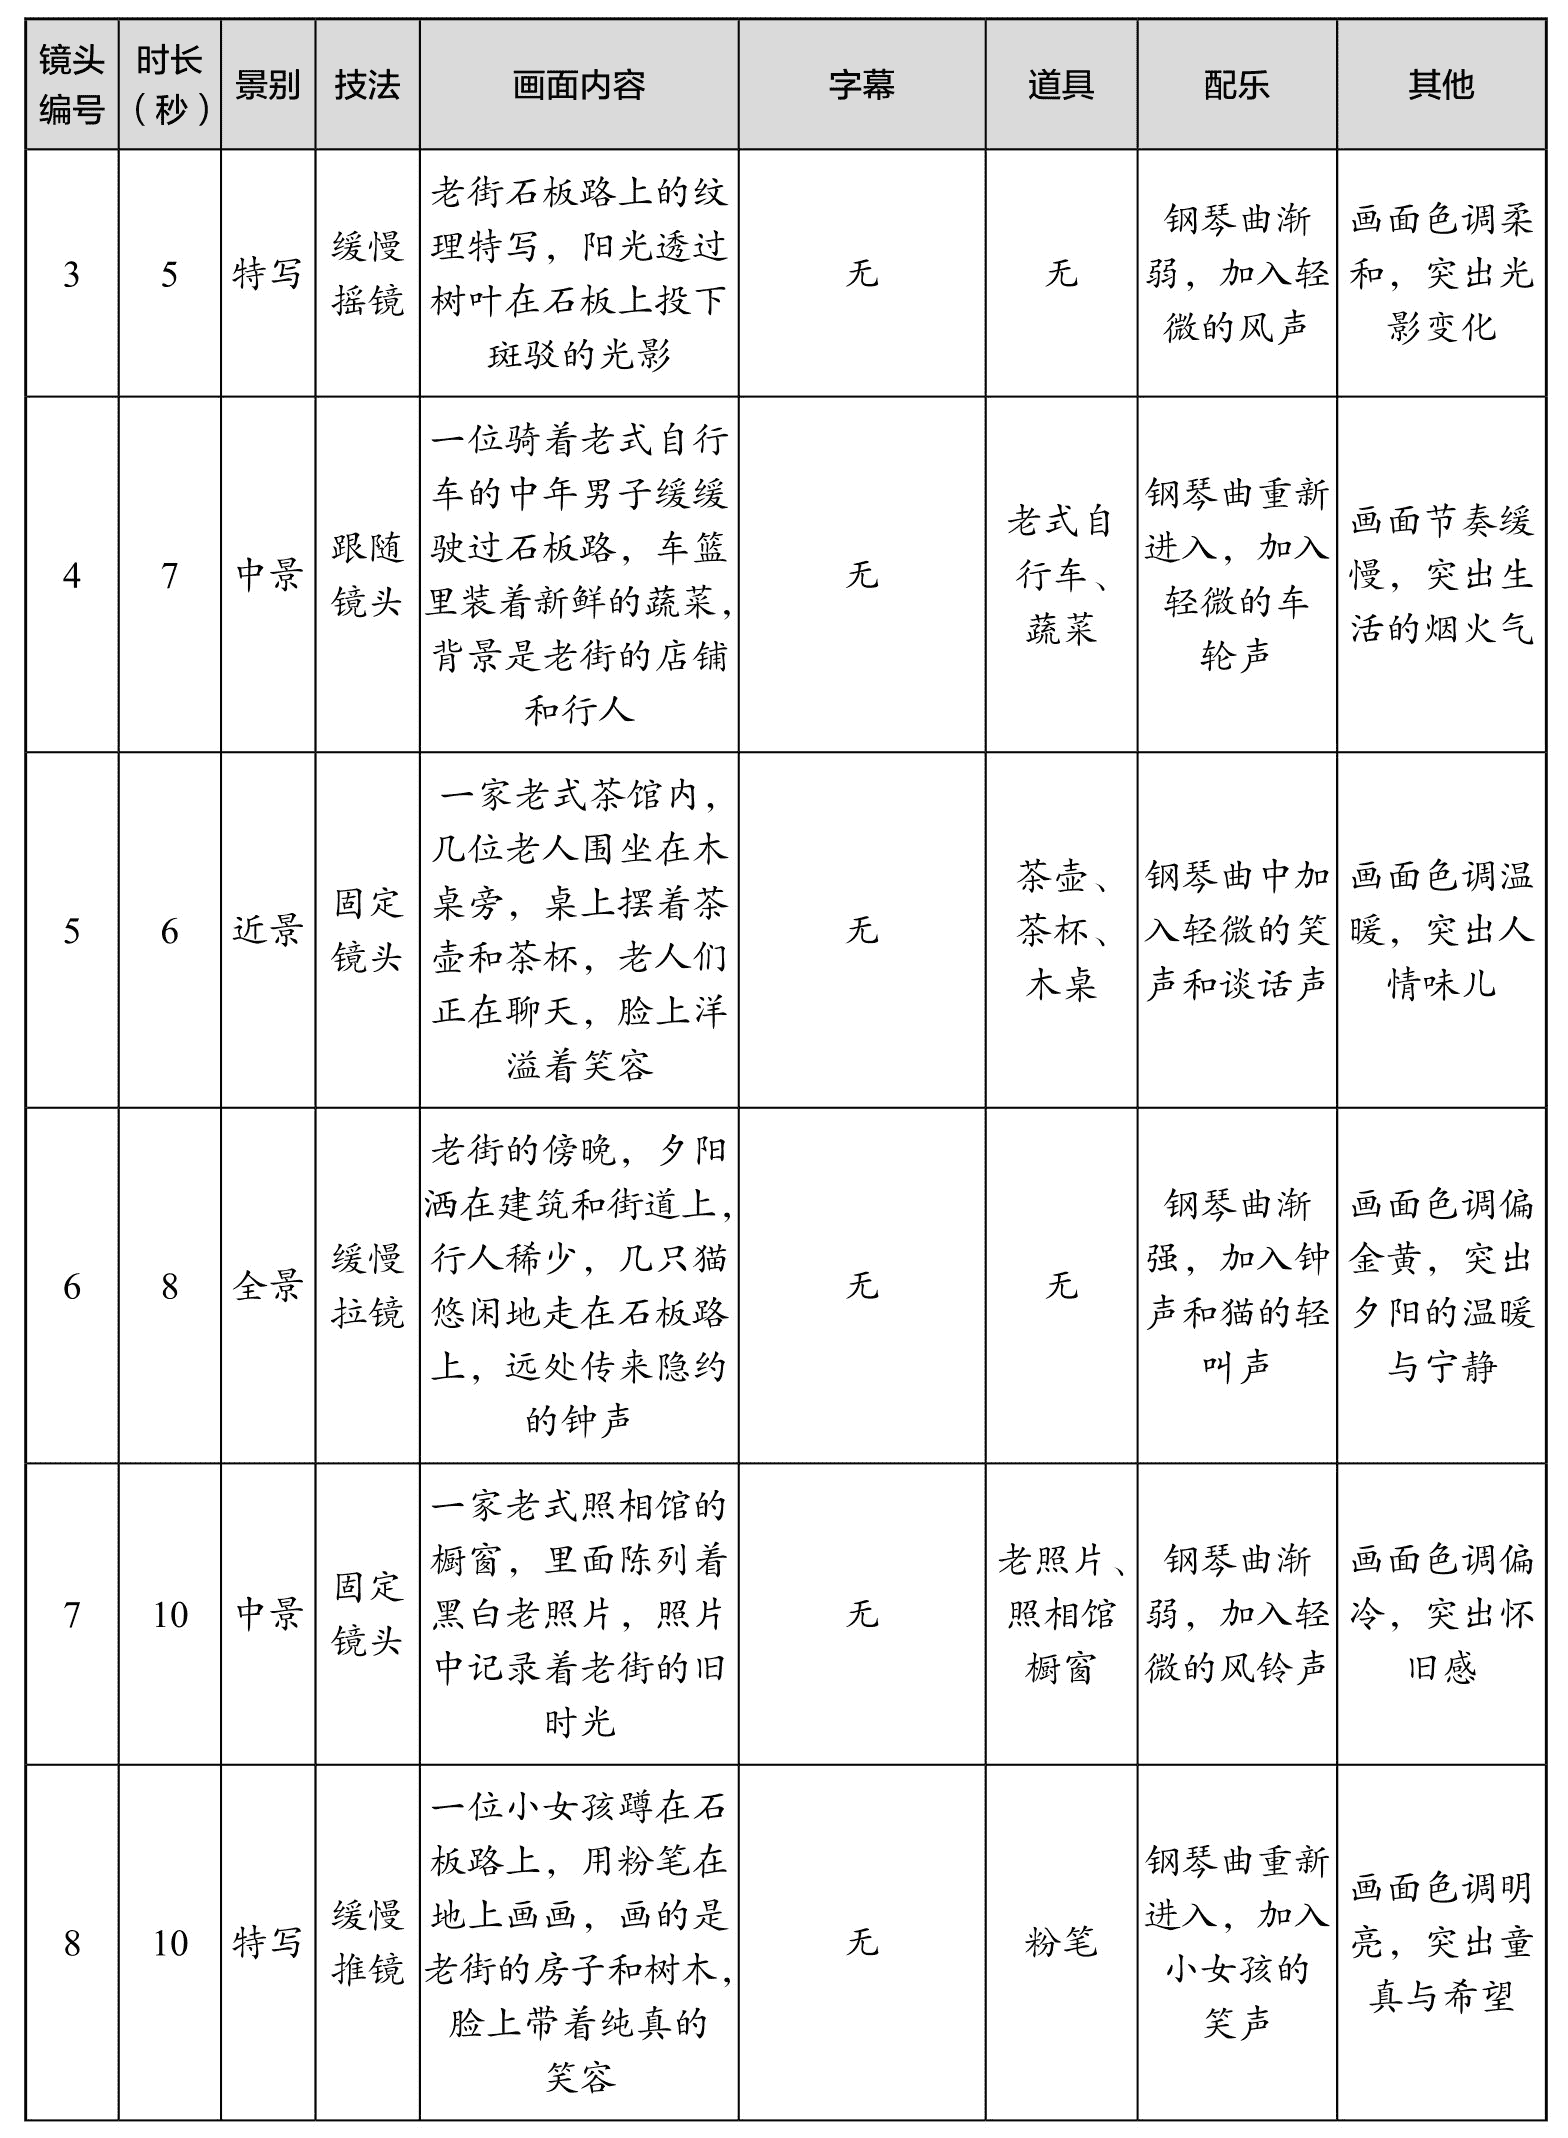 镜头编号 时长（秒） 景别 技法 画面内容 字幕 道具 配乐 其他
3 5 特写 缓慢摇镜 老街石板路上的纹理特写，阳光透过树叶在石板上投下斑驳的光影 无 无 钢琴曲渐弱，加入轻微的风声 画面色调柔和，突出光影变化
4 7 中景 跟随镜头 一位骑着老式自行车的中年男子缓缓驶过石板路，车篮里装着新鲜的蔬菜，背景是老街的店铺和行人 无 老式自行车、蔬菜 钢琴曲重新进入，加入轻微的车轮声 画面节奏缓慢，突出生活的烟火气
5 6 近景 固定镜头 一家老式茶馆内，几位老人围坐在木桌旁，桌上摆着茶壶和茶杯，老人们正在聊天，脸上洋溢着笑容 无 茶壶、茶杯、木桌 钢琴曲中加入轻微的笑声和谈话声 画面色调温暖，突出人情味儿
6 8 全景 缓慢拉镜 老街的傍晚，夕阳洒在建筑和街道上，行人稀少，几只猫悠闲地走在石板路上，远处传来隐约的钟声 无 无 钢琴曲渐强，加入钟声和猫的轻叫声 画面色调偏金黄，突出夕阳的温暖与宁静
7 10 中景 固定镜头 一家老式照相馆的橱窗，里面陈列着黑白老照片，照片中记录着老街的旧时光 无 老照片、照相馆橱窗 钢琴曲渐弱，加入轻微的风铃声 画面色调偏冷，突出怀旧感
8 10 特写 缓慢推镜 一位小女孩蹲在石板路上，用粉笔在地上画画，画的是老街的房子和树木，脸上带着纯真的笑容 无 粉笔 钢琴曲重新进入，加入小女孩的笑声 画面色调明亮，突出童真与希望